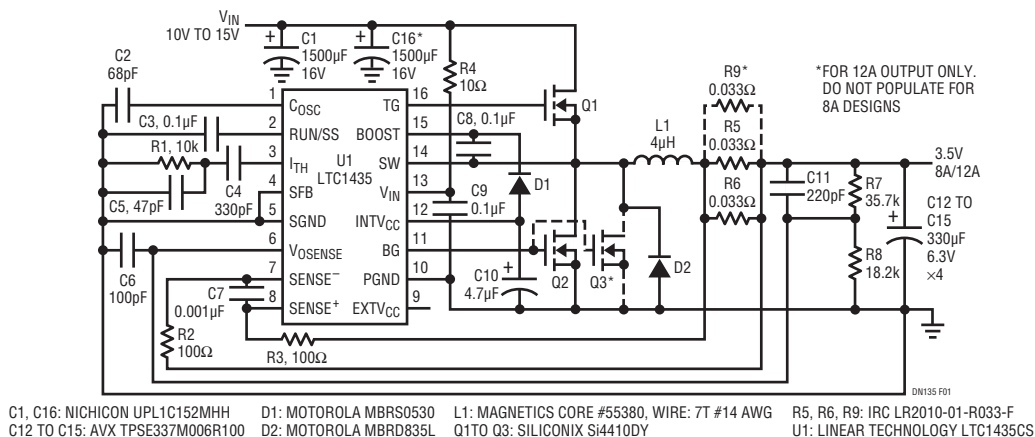 VIN
10V TO 15V
C1
1500µF
16V
C16*
1500µF
16V
R4
10Ω
C2
68pF
C3, 0.1µF
R1, 10k
C4
330pF
C5, 47pF
C6
100pF
C7
0.001µF
R2
100Ω
R3, 100Ω
1
COSC
2
RUN/SS
3
ITH
4
SFB
5
SGND
6
VOSENSE
7
SENSE–
8
SENSE+
U1
LTC1435
TG
16
BOOST
15
SW
14
VIN
13
INTVCC
12
BG
11
PGND
10
EXTVCC
9
C8, 0.1µF
C9
0.1µF
C10
4.7µF
+
+
+
+
D1
Q1
Q2
Q3*
D2
L1
4µH
R9*
0.033Ω
R5
0.033Ω
R6
0.033Ω
*FOR 12A OUTPUT ONLY.
DO NOT POPULATE FOR
8A DESIGNS
3.5V
8A/12A
C11
220pF
R7
35.7k
R8
18.2k
C12 TO
C15
330µF
6.3V
×4
DN135 F01
C1, C16: NICHICON UPL1C152MHH
C12 TO C15: AVX TPSE337M006R100
D1: MOTOROLA MBRS0530
D2: MOTOROLA MBRD835L
L1: MAGNETICS CORE #55380, WIRE: 7T #14 AWG
Q1TO Q3: SILICONIX Si4410DY
R5, R6, R9: IRC LR2010-01-R033-F
U1: LINEAR TECHNOLOGY LTC1435CS